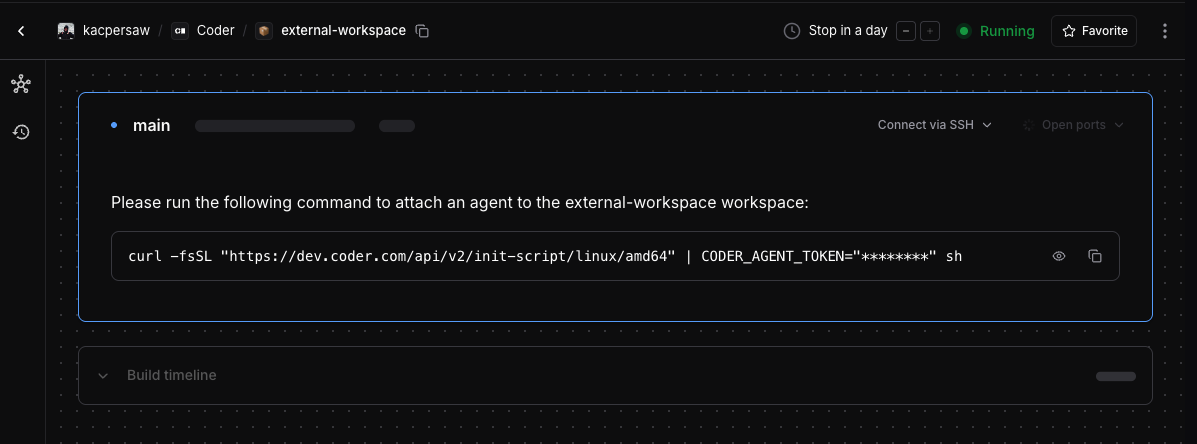 kacpersaw / Coder / external-workspace Stop in a day − + Running Favorite
main Connect via SSH Open ports
Please run the following command to attach an agent to the external-workspace workspace:
curl -fsSL "https://dev.coder.com/api/v2/init-script/linux/amd64" | CODER_AGENT_TOKEN="********" sh
Build timeline